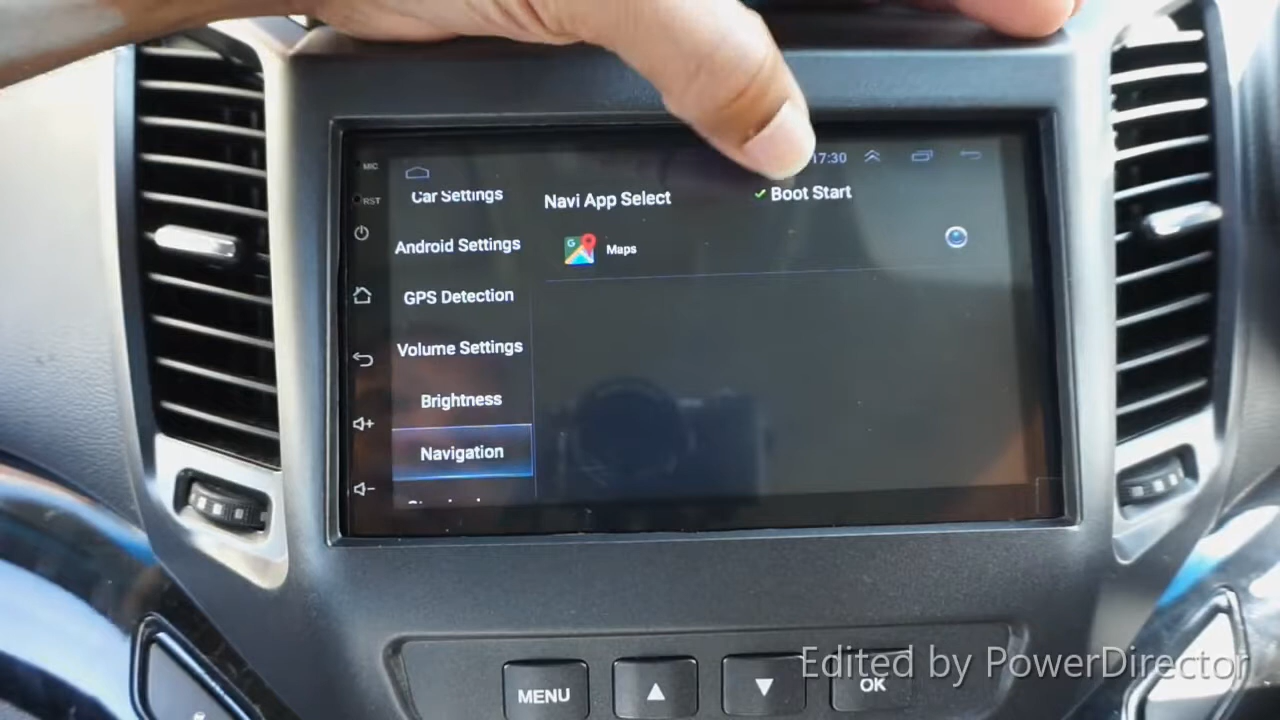 MIC
17:30
RST
Car Settings
Navi App Select
Boot Start
Android Settings
G
Maps
GPS Detection
Volume Settings
Brightness
Navigation
MENU
OK
Edited by PowerDirector